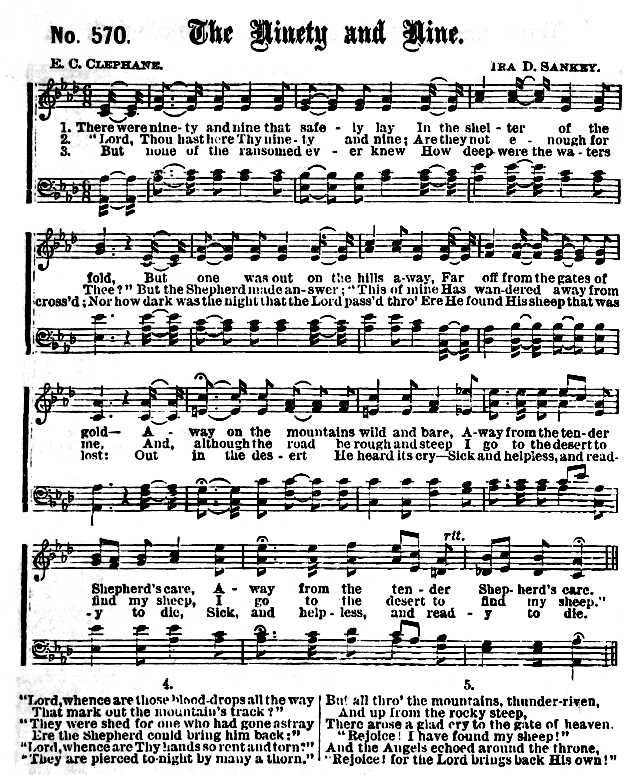 No. 570. The Ninety and Nine.
E. C. CLEPHANE. IRA D. SANKEY.
1. There were nine-ty and nine that safe - ly lay In the shel - ter of the
2. "Lord, Thou hast here Thy nine-ty and nine; Are they not e - nough for
3. But none of the ransomed ev - er knew How deep were the wa - ters
fold, But one was out on the hills a-way, Far off from the gates of
Thee?" But the Shepherd made an-swer; "This of mine Has wandered away from
cross'd; Nor how dark was the night that the Lord pass'd thro' Ere He found His sheep that was
gold— A - way on the mountains wild and bare, A-way from the ten-der
me, And, although the road be rough and steep I go to the desert to
lost: Out in the des - ert He heard its cry—Sick and helpless, and read-
rit.
Shepherd's care, A - way from the ten - der Shep-herd's care.
find my sheep, I go to the desert to find my sheep."
- y to die, Sick, and help - less, and read - y to die.
4.
"Lord, whence are those blood-drops all the way
That mark out the mountain's track?"
"They were shed for one who had gone astray
Ere the Shepherd could bring him back:"
"Lord, whence are Thy hands so rent and torn?"
"They are pierced to-night by many a thorn."
5.
But all thro' the mountains, thunder-riven,
And up from the rocky steep,
There arose a glad cry to the gate of heaven.
"Rejoice! I have found my sheep!"
And the Angels echoed around the throne,
"Rejoice! for the Lord brings back His own!"